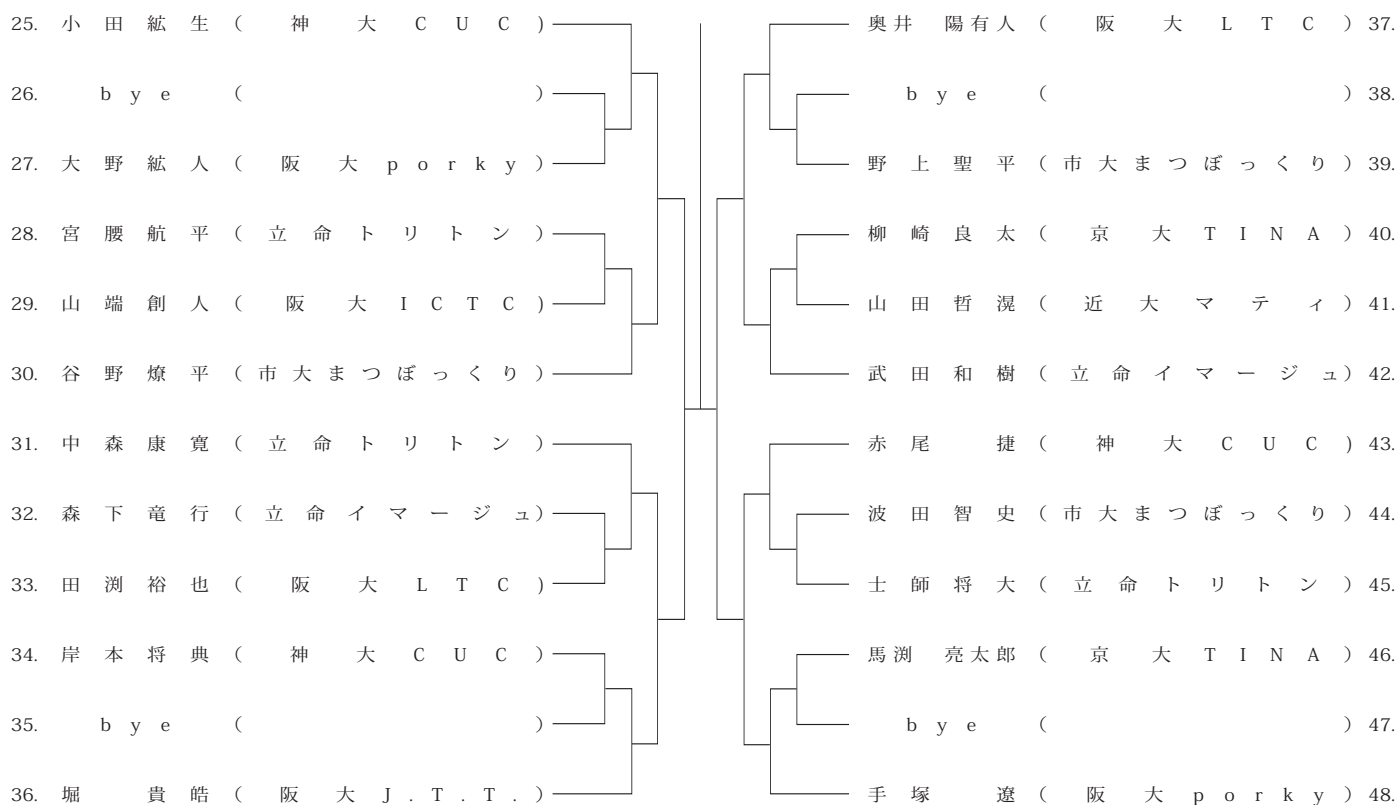 25. 小田紘生（神大CUC）
26. bye（ ）
27. 大野紘人（阪大porky）
28. 宮腰航平（立命トリトン）
29. 山端創人（阪大ICTC）
30. 谷野燎平（市大まつぼっくり）
31. 中森康寛（立命トリトン）
32. 森下竜行（立命イマージュ）
33. 田渕裕也（阪大LTC）
34. 岸本将典（神大CUC）
35. bye（ ）
36. 堀 貴皓（阪大J.T.T.）
奥井 陽有人（阪大LTC）37.
bye（ ）38.
野上聖平（市大まつぼっくり）39.
柳崎良太（京大TINA）40.
山田哲滉（近大マティ）41.
武田和樹（立命イマージュ）42.
赤尾 捷（神大CUC）43.
波田智史（市大まつぼっくり）44.
士師将大（立命トリトン）45.
馬渕 亮太郎（京大TINA）46.
bye（ ）47.
手塚 遼（阪大porky）48.